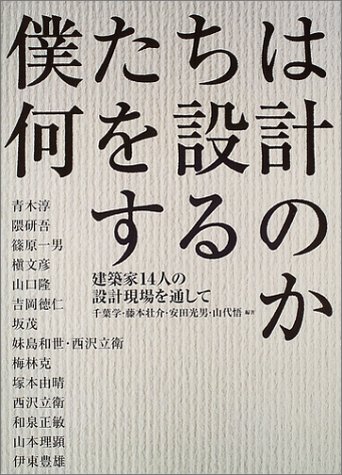 僕たちは
何を設計
するのか
建築家14人の
設計現場を通して
千葉学・藤本壮介・安田光男・山代悟 編著
青木淳
隈研吾
篠原一男
槇文彦
山口隆
吉岡徳仁
坂茂
妹島和世・西沢立衛
梅林克
塚本由晴
西沢立衛
和泉正敏
山本理顕
伊東豊雄